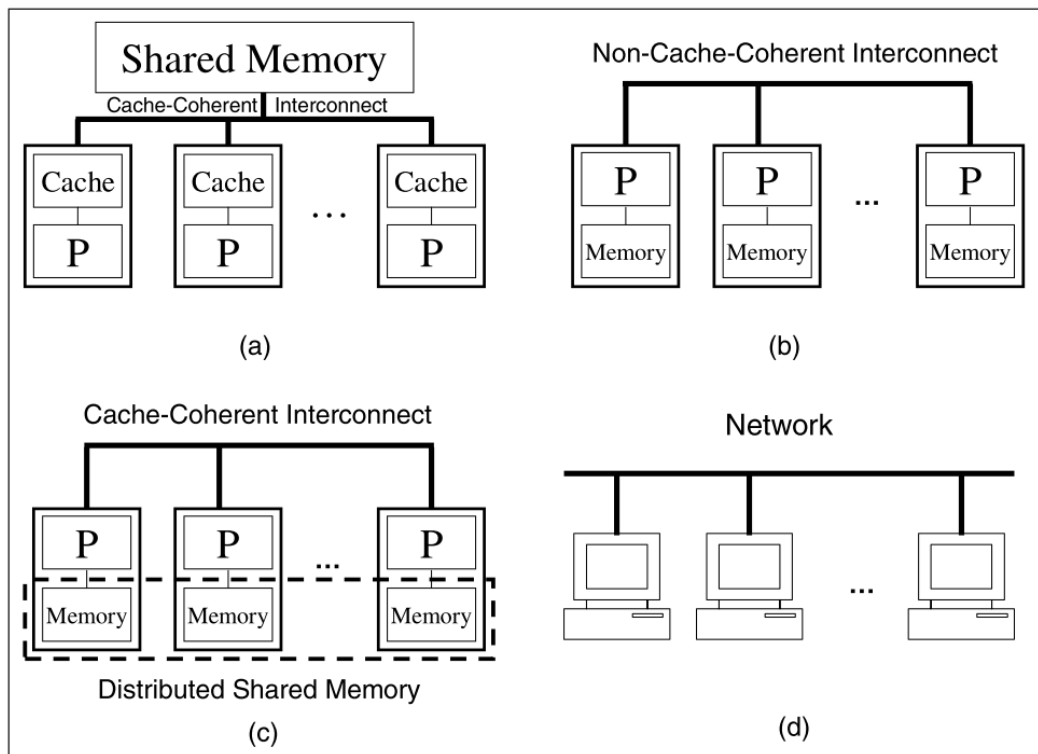 Shared Memory
Cache-Coherent Interconnect
Cache Cache ... Cache
P P P
(a)
Non-Cache-Coherent Interconnect
P P ... P
Memory Memory Memory
(b)
Cache-Coherent Interconnect
P P ... P
Memory Memory Memory
Distributed Shared Memory
(c)
Network
...
(d)